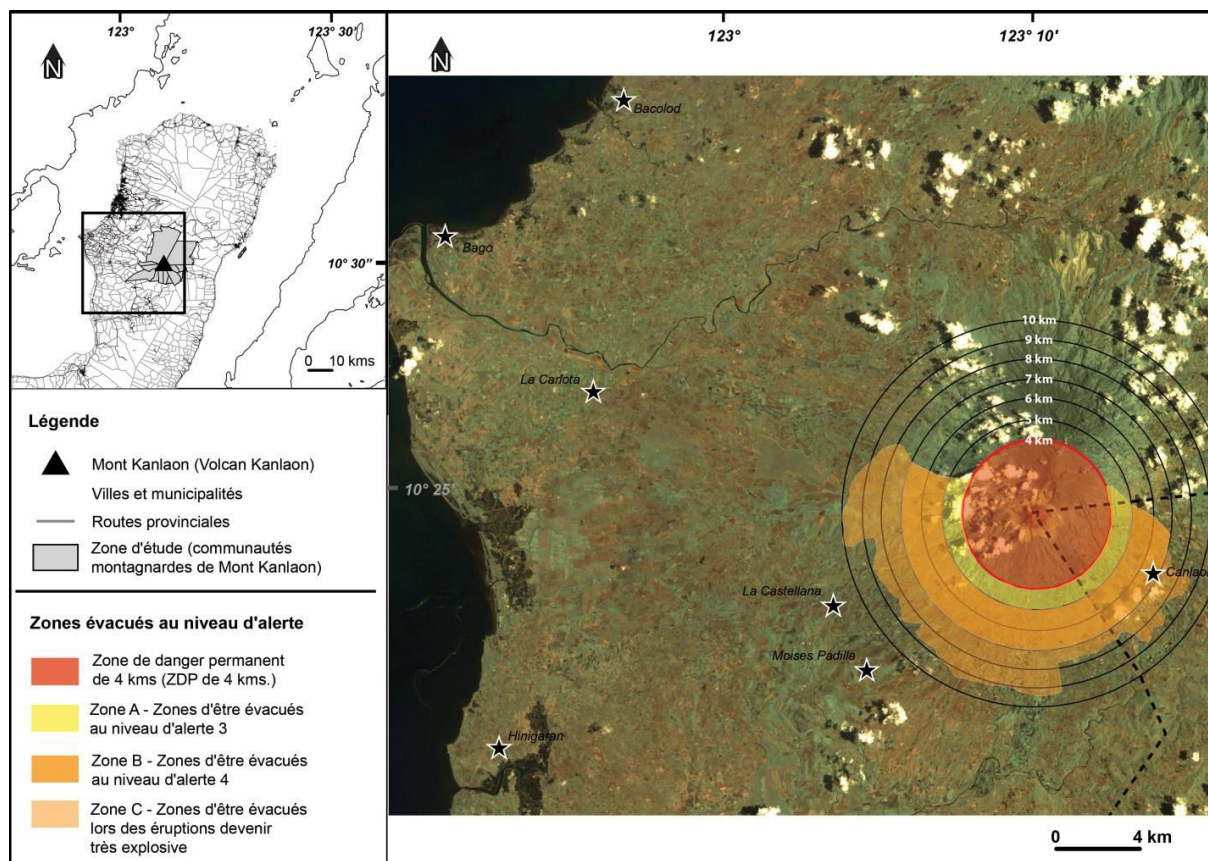 123°
123° 30'
N
10° 30''
0 10 kms
Légende
Mont Kanlaon (Volcan Kanlaon)
Villes et municipalités
Routes provinciales
Zone d'étude (communautés
montagnardes de Mont Kanlaon)
Zones évacués au niveau d'alerte
Zone de danger permanent
de 4 kms (ZDP de 4 kms.)
Zone A - Zones d'être évacués
au niveau d'alerte 3
Zone B - Zones d'être évacués
au niveau d'alerte 4
Zone C - Zones d'être évacués
lors des éruptions devenir
très explosive
123°
123° 10'
N
Bacolod
Bago
10 km
9 km
8 km
7 km
La Carlota
6 km
5 km
4 km
10° 25'
Canlaon
La Castellana
Moises Padilla
Hinigaran
0 4 km